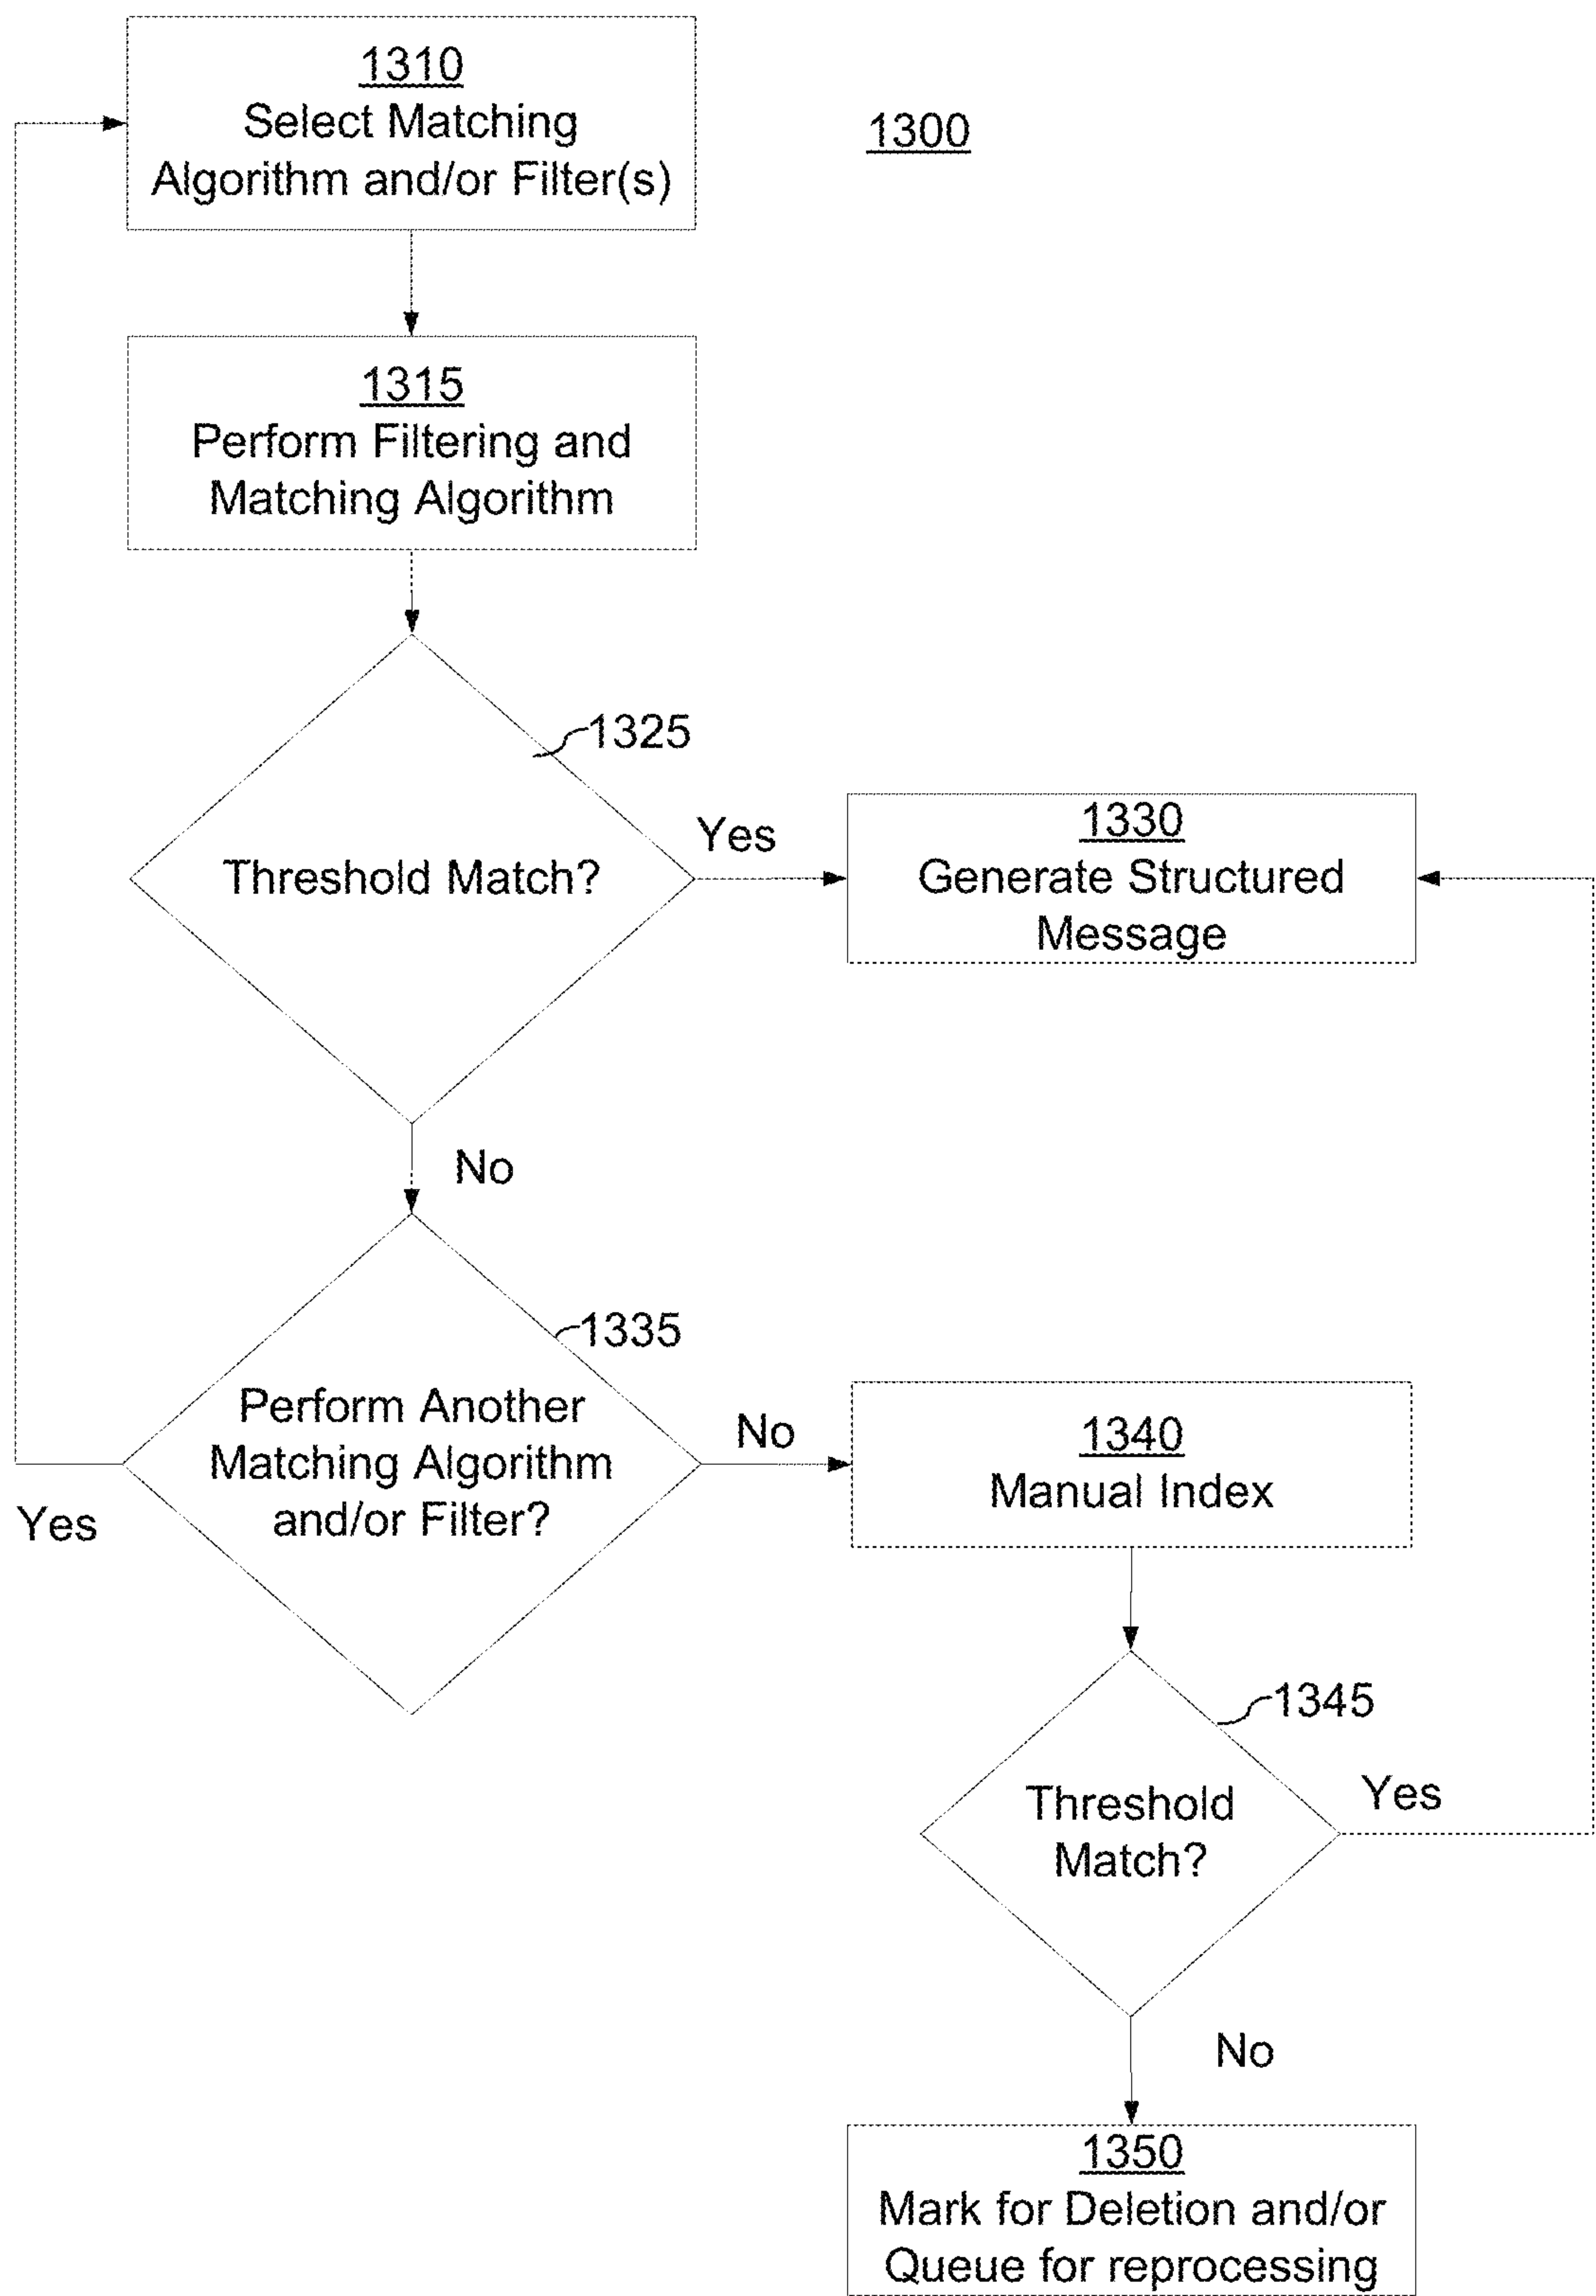 1310
Select Matching
Algorithm and/or Filter(s)
1300
1315
Perform Filtering and
Matching Algorithm
1325
Threshold Match?
Yes
1330
Generate Structured
Message
No
1335
Perform Another
Matching Algorithm
and/or Filter?
Yes
No
1340
Manual Index
1345
Threshold
Match?
Yes
No
1350
Mark for Deletion and/or
Queue for reprocessing